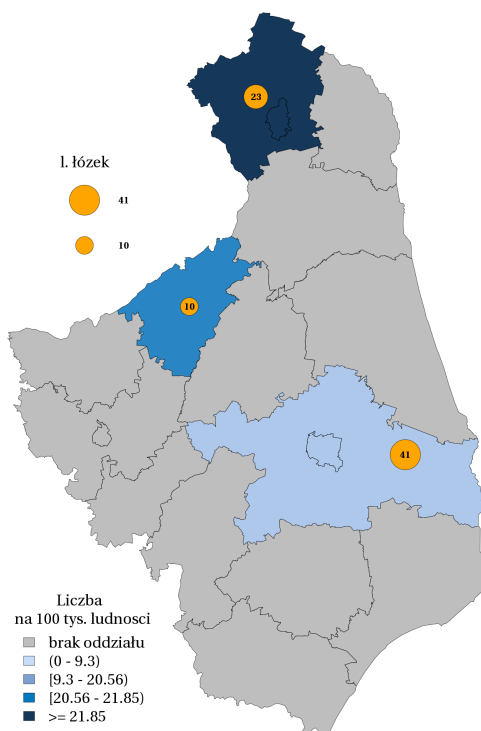 23
l. łózek
41
10
10
41
Liczba
na 100 tys. ludnosci
brak oddziału
(0 - 9.3)
[9.3 - 20.56)
[20.56 - 21.85)
>= 21.85